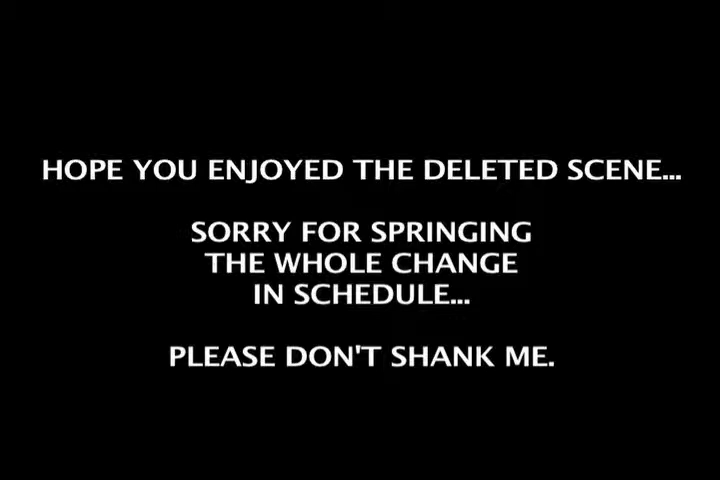 HOPE YOU ENJOYED THE DELETED SCENE...
SORRY FOR SPRINGING
THE WHOLE CHANGE
IN SCHEDULE...
PLEASE DON'T SHANK ME.